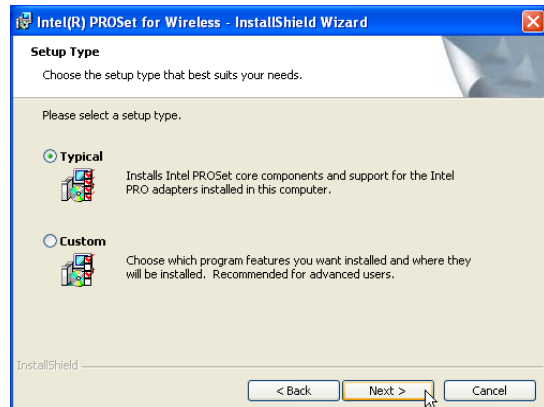 Intel(R) PROSet for Wireless - InstallShield Wizard
Setup Type
Choose the setup type that best suits your needs.
Please select a setup type.
Typical
Installs Intel PROSet core components and support for the Intel
PRO adapters installed in this computer.
Custom
Choose which program features you want installed and where they
will be installed. Recommended for advanced users.
InstallShield
< Back
Next >
Cancel